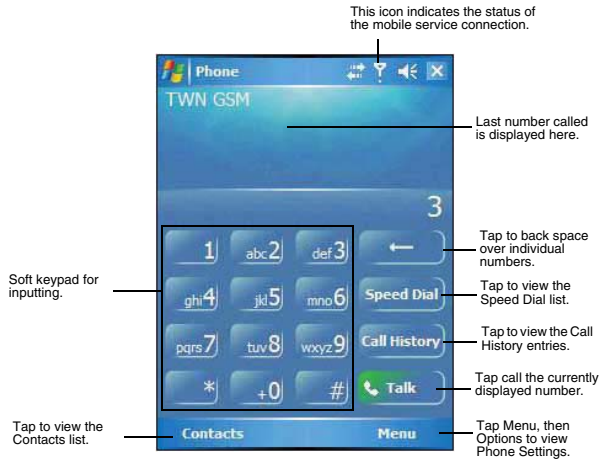 This icon indicates the status of
the mobile service connection.
Phone
TWN GSM
Last number called
is displayed here.
3
1 abc2 def3
Tap to back space
over individual
numbers.
Soft keypad for
inputting.
ghi4 jkl5 mno6 Speed Dial
Tap to view the
Speed Dial list.
pqrs7 tuv8 wxyz9 Call History
Tap to view the Call
History entries.
* +0 # Talk
Tap call the currently
displayed number.
Tap to view the
Contacts list.
Contacts Menu
Tap Menu, then
Options to view
Phone Settings.